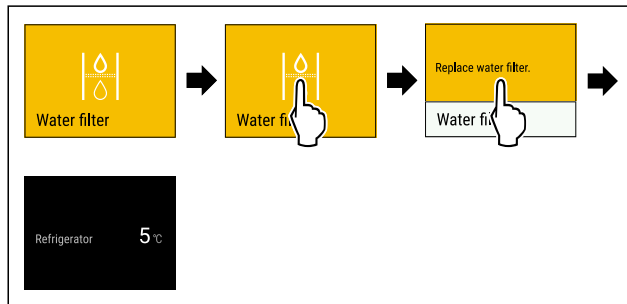 Water filter
Water fi
Replace water filter.
Water fi
Refrigerator 5 °C